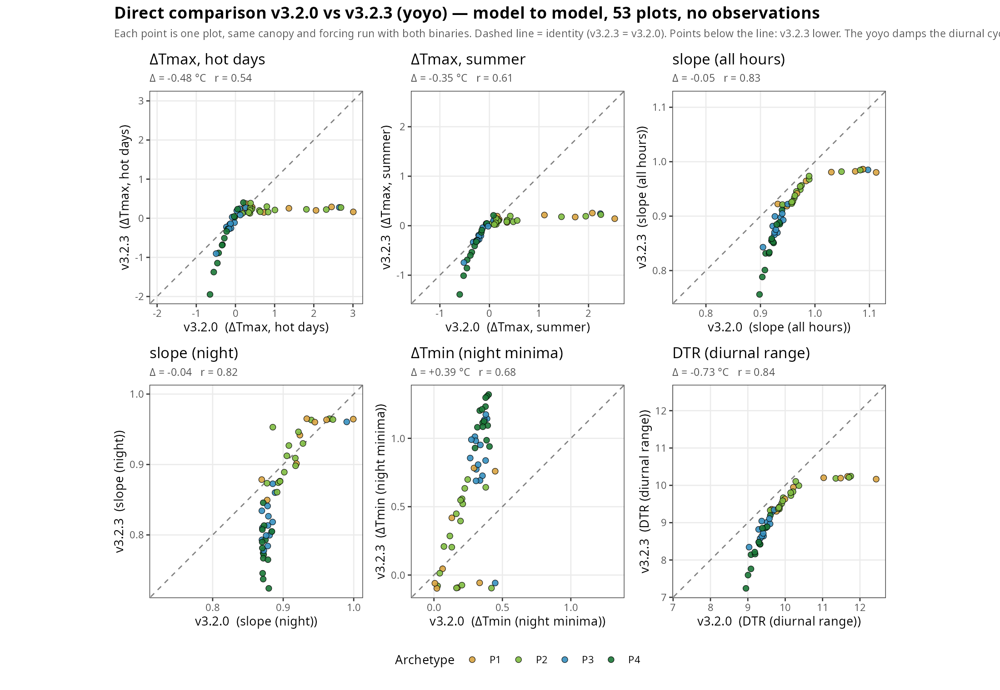 Direct comparison v3.2.0 vs v3.2.3 (yoyo) — model to model, 53 plots, no observations
Each point is one plot, same canopy and forcing run with both binaries. Dashed line = identity (v3.2.3 = v3.2.0). Points below the line: v3.2.3 lower. The yoyo damps the diurnal
ΔTmax, hot days
Δ = -0.48 °C r = 0.54
v3.2.3 (ΔTmax, hot days)
3
2
1
0
-1
-2
-2 -1 0 1 2 3
v3.2.0 (ΔTmax, hot days)
ΔTmax, summer
Δ = -0.35 °C r = 0.61
v3.2.3 (ΔTmax, summer)
2
1
0
-1
-1 0 1 2
v3.2.0 (ΔTmax, summer)
slope (all hours)
Δ = -0.05 r = 0.83
v3.2.3 (slope (all hours))
1.1
1.0
0.9
0.8
0.8 0.9 1.0 1.1
v3.2.0 (slope (all hours))
slope (night)
Δ = -0.04 r = 0.82
v3.2.3 (slope (night))
1.0
0.9
0.8
0.8 0.9 1.0
v3.2.0 (slope (night))
ΔTmin (night minima)
Δ = +0.39 °C r = 0.68
v3.2.3 (ΔTmin (night minima))
1.0
0.5
0.0
0.0 0.5 1.0
v3.2.0 (ΔTmin (night minima))
DTR (diurnal range)
Δ = -0.73 °C r = 0.84
v3.2.3 (DTR (diurnal range))
12
11
10
9
8
7
7 8 9 10 11 12
v3.2.0 (DTR (diurnal range))
Archetype P1 P2 P3 P4